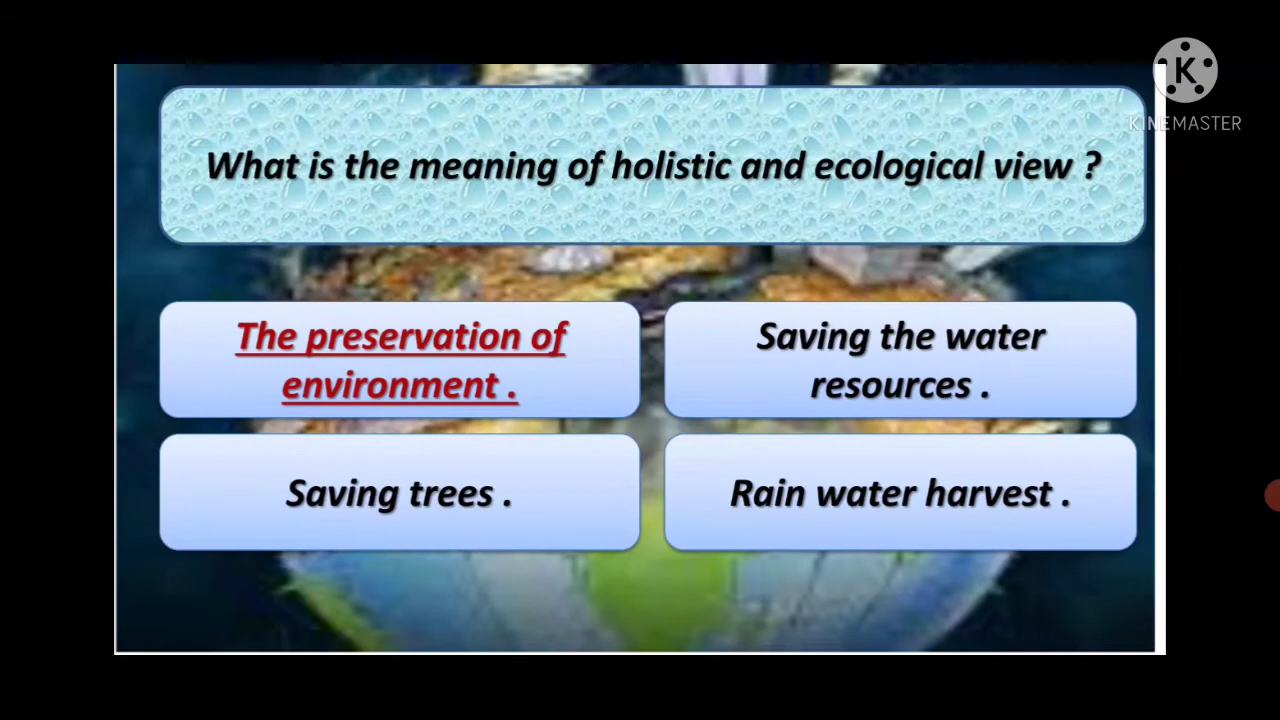 What is the meaning of holistic and ecological view ?
The preservation of
environment .
Saving the water
resources .
Saving trees .
Rain water harvest .
K
KINEMASTER